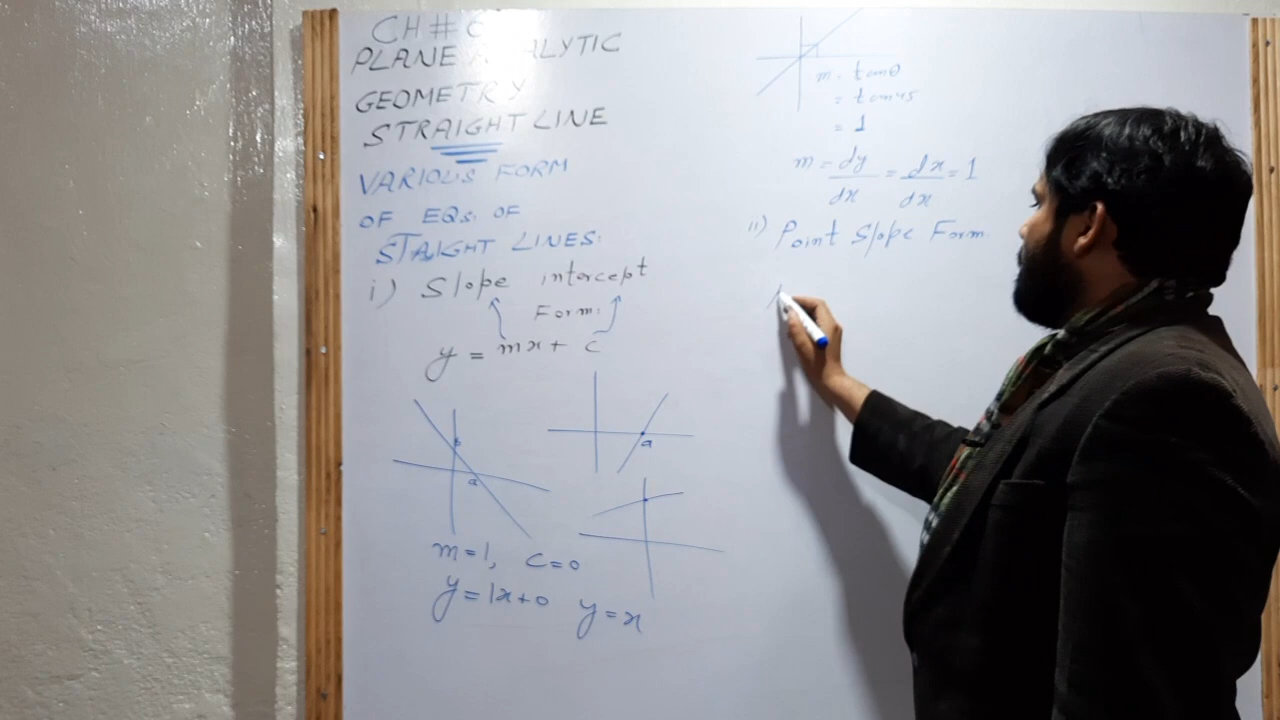 CH #
PLANE
GEOMETRY
STRAIGHT LINE
VARIOUS FORM
OF EQs. OF
STAIGHT LINES:
i) Slope intercept
Form:
y = mx + c
b
a
a
m=1, c=0
y = 1x+0 y=x
m = tanθ
= tan45
= 1
m = dy/dx = dx/dx = 1
ii) Point Slope Form.